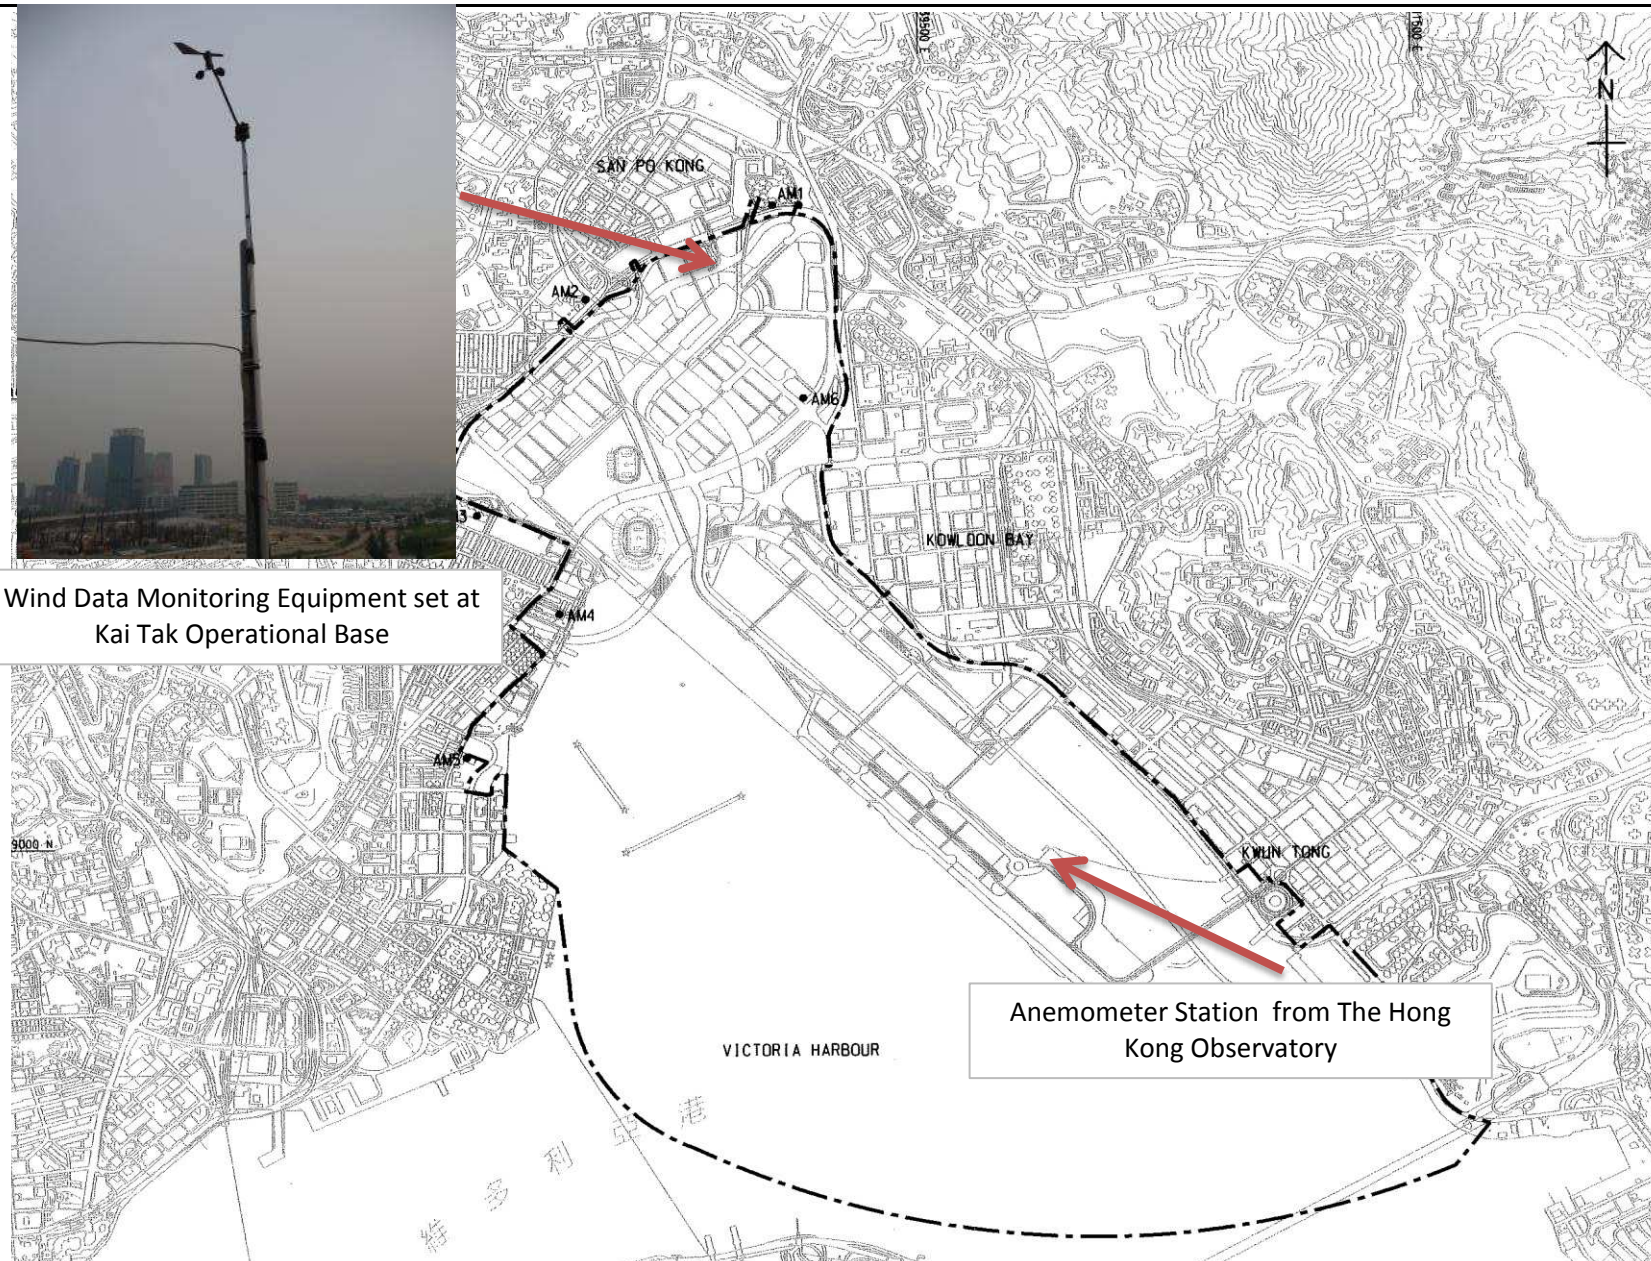 39500 E
N
SAN PO KONG
AM1
AM2
AM6
KOWLOON BAY
Wind Data Monitoring Equipment set at
Kai Tak Operational Base
AM4
AM5
9000 N
KWUN TONG
Anemometer Station from The Hong
Kong Observatory
VICTORIA HARBOUR
維多利亞港